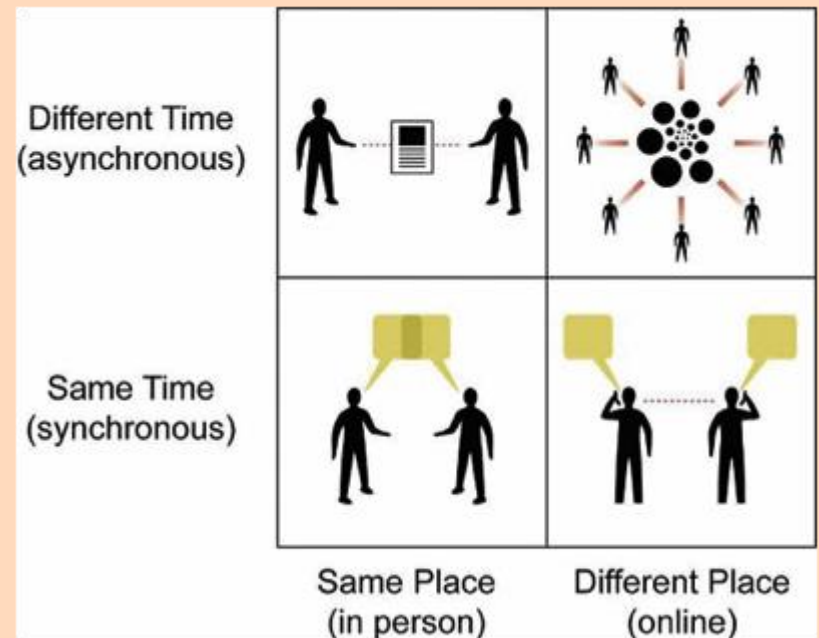 Different Time
(asynchronous)
Same Time
(synchronous)
Same Place
(in person)
Different Place
(online)